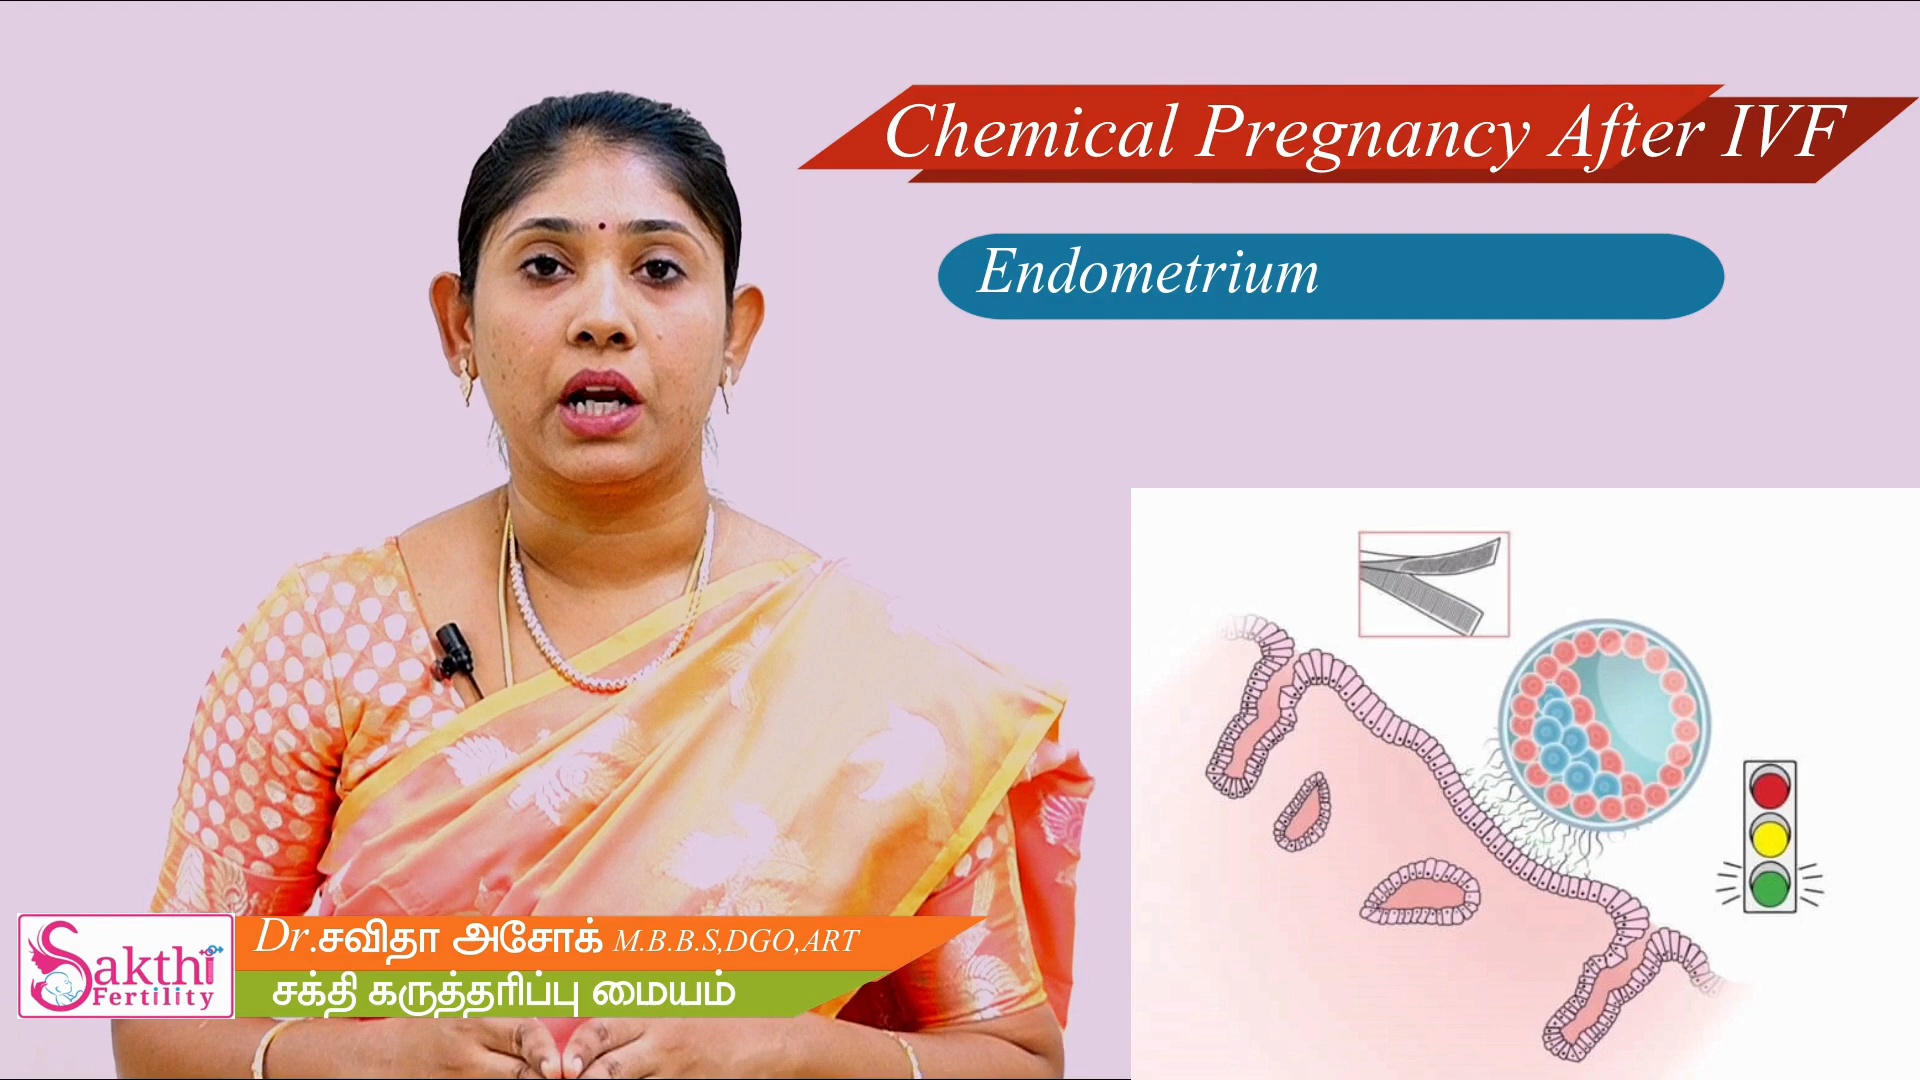 Chemical Pregnancy After IVF
Endometrium
Dr.சவிதா அசோக் M.B.B.S,DGO,ART
சக்தி கருத்தரிப்பு மையம்
Sakthi
Fertility